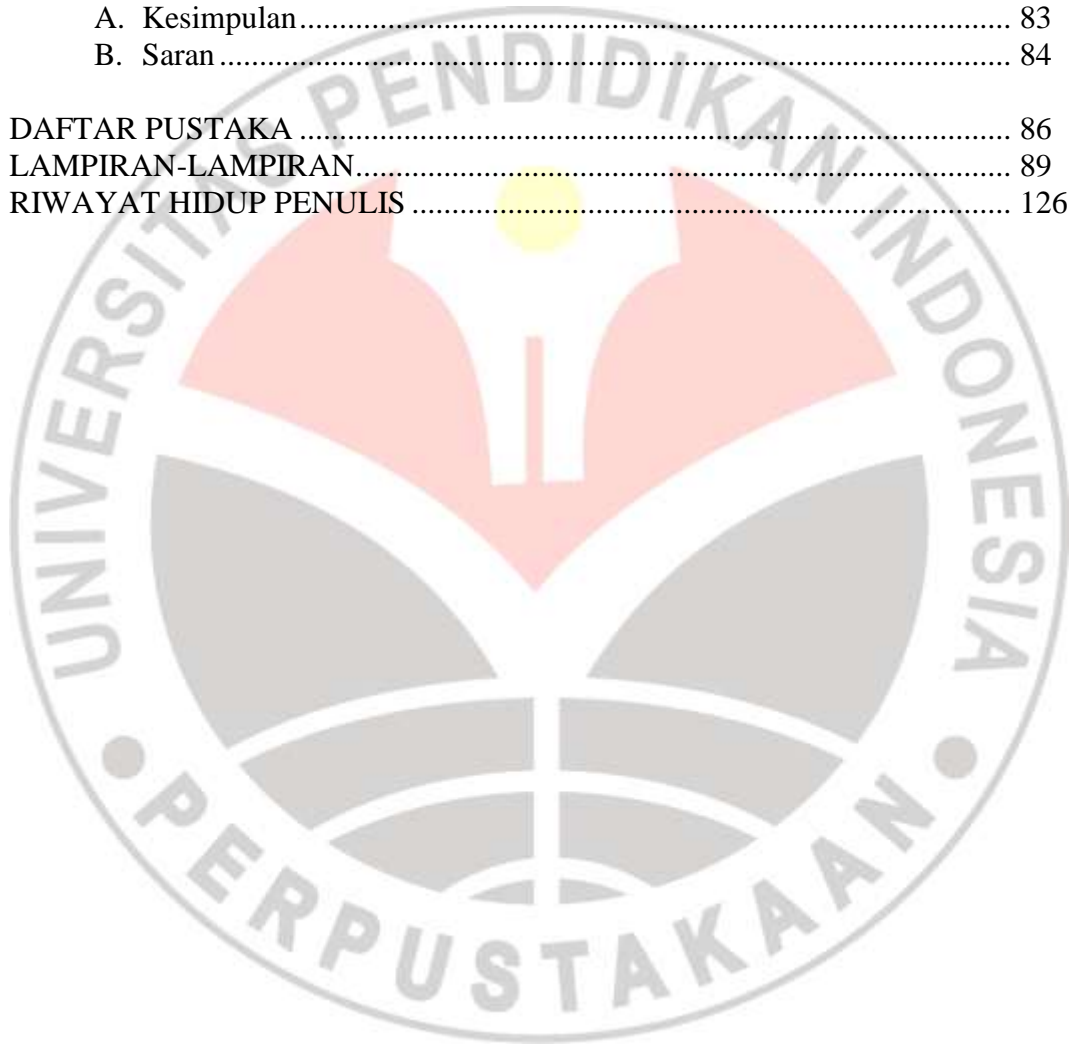 A. Kesimpulan.......................................................................................... 83
B. Saran .................................................................................................... 84
DAFTAR PUSTAKA .......................................................................................... 86
LAMPIRAN-LAMPIRAN................................................................................... 89
RIWAYAT HIDUP PENULIS ............................................................................ 126
UNIVERSITAS PENDIDIKAN INDONESIA
PERPUSTAKAAN